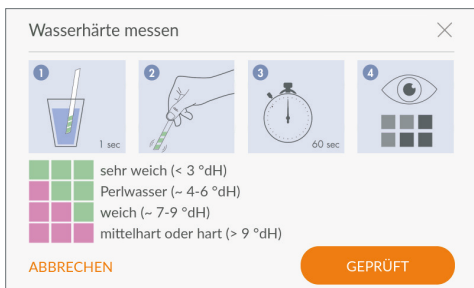 Wasserhärte messen
1
2
3
4
1 sec
60 sec
sehr weich (< 3 °dH)
Perlwasser (~ 4-6 °dH)
weich (~ 7-9 °dH)
mittelhart oder hart (> 9 °dH)
ABBRECHEN
GEPRÜFT